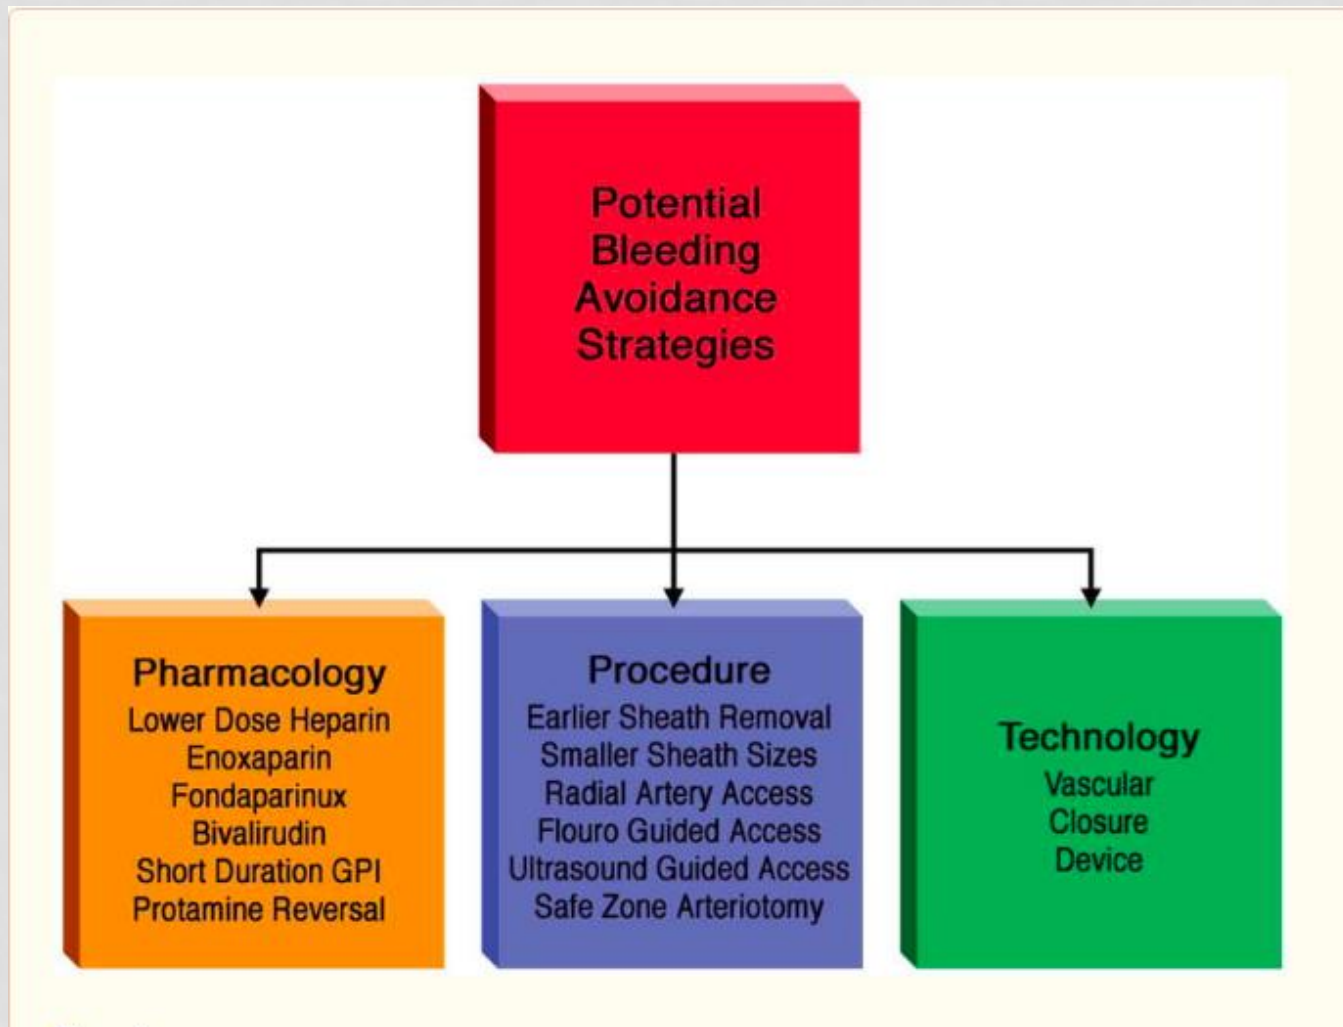 Potential
Bleeding
Avoidance
Strategies
Pharmacology
Lower Dose Heparin
Enoxaparin
Fondaparinux
Bivalirudin
Short Duration GPI
Protamine Reversal
Procedure
Earlier Sheath Removal
Smaller Sheath Sizes
Radial Artery Access
Flouro Guided Access
Ultrasound Guided Access
Safe Zone Arteriotomy
Technology
Vascular
Closure
Device